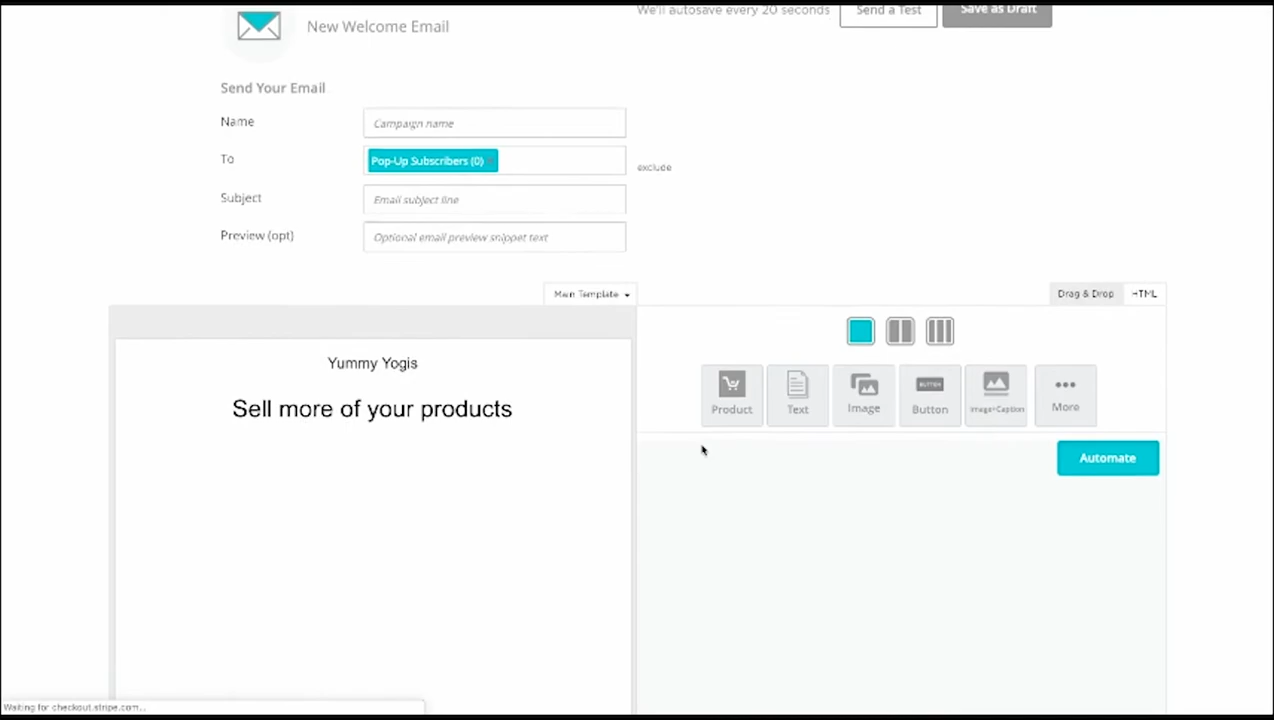 We'll autosave every 20 seconds
Send a Test
Save as Draft
New Welcome Email
Send Your Email
Name
Campaign name
To
Pop-Up Subscribers (0)
exclude
Subject
Email subject line
Preview (opt)
Optional email preview snippet text
Main Template
Drag & Drop
HTML
Yummy Yogis
Sell more of your products
Product
Text
Image
BUTTON
Button
Image+Caption
More
Automate
Waiting for checkout.stripe.com...